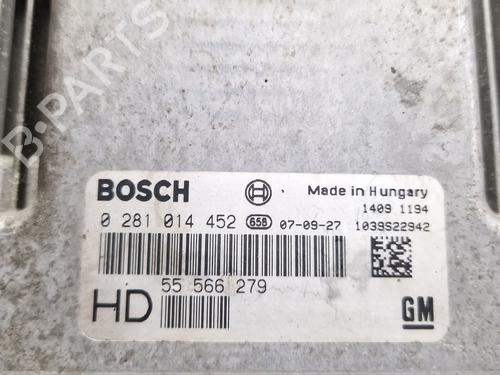 B-PARTS
BOSCH
Made in Hungary
1409 1194
0 281 014 452 65B 07-09-27 1039S22942
HD 55 566 279
GM